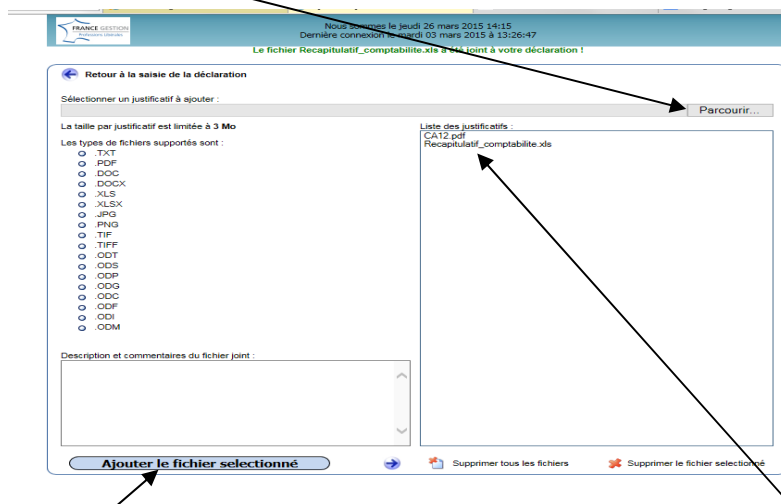 FRANCE GESTION
Professions Libérales
Nous sommes le jeudi 26 mars 2015 14:15
Dernière connexion le mardi 03 mars 2015 à 13:26:47
Le fichier Recapitulatif_comptabilite.xls a été joint à votre déclaration !
Retour à la saisie de la déclaration
Sélectionner un justificatif à ajouter :
Parcourir...
La taille par justificatif est limitée à 3 Mo
Les types de fichiers supportés sont :
.TXT
.PDF
.DOC
.DOCX
.XLS
.XLSX
.JPG
.PNG
.TIF
.TIFF
.ODT
.ODS
.ODP
.ODG
.ODC
.ODF
.ODI
.ODM
Liste des justificatifs :
CA12.pdf
Recapitulatif_comptabilite.xls
Description et commentaires du fichier joint :
Ajouter le fichier selectionné
Supprimer tous les fichiers
Supprimer le fichier selectionné